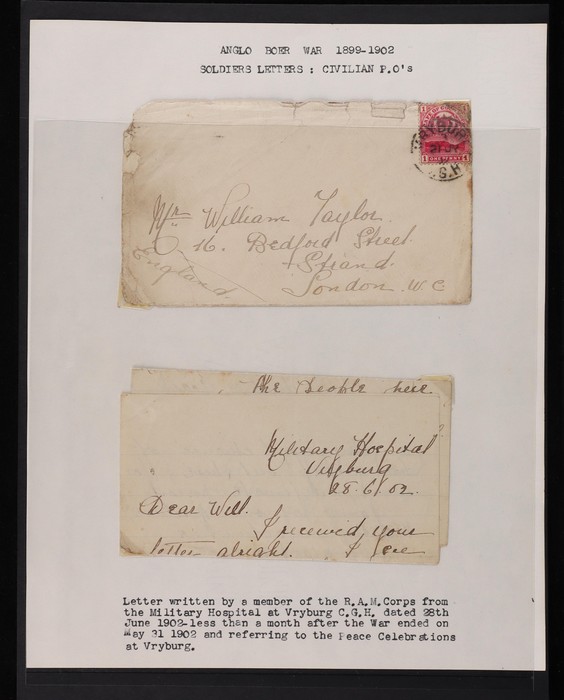 ANGLO BOER WAR 1899-1902
SOLDIERS LETTERS : CIVILIAN P.O's
VRYBURG
C.G.H
ONE PENNY
Mr. William Taylor
16. Bedford Street
Strand.
London. W.C
England.
The People here
Military Hospital
Vryburg
28.6/02.
Dear Will.
I received your
letter alright.
Letter written by a member of the R.A.M.Corps from
the Military Hospital at Vryburg C.G.H. dated 28th
June 1902-less than a month after the War ended on
May 31 1902 and referring to the Peace Celebrations
at Vryburg.